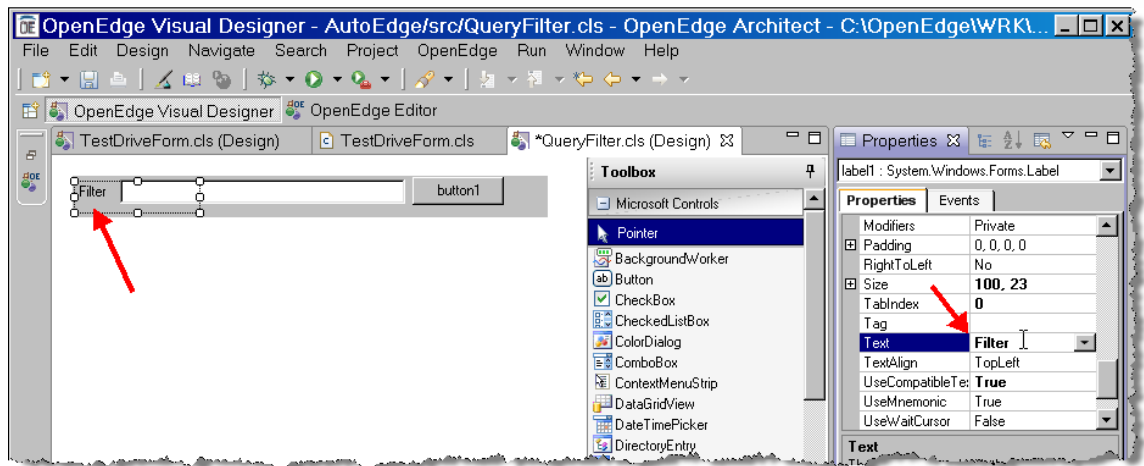 OpenEdge Visual Designer - AutoEdge/src/QueryFilter.cls - OpenEdge Architect - C:\OpenEdge\WRK\...
File Edit Design Navigate Search Project OpenEdge Run Window Help
OpenEdge Visual Designer OpenEdge Editor
TestDriveForm.cls (Design) TestDriveForm.cls *QueryFilter.cls (Design) Properties
Filter button1
Toolbox
Microsoft Controls
Pointer
BackgroundWorker
Button
CheckBox
CheckedListBox
ColorDialog
ComboBox
ContextMenuStrip
DataGridView
DateTimePicker
DirectoryEntry
label1 : System.Windows.Forms.Label
Properties Events
Modifiers Private
Padding 0, 0, 0, 0
RightToLeft No
Size 100, 23
TabIndex 0
Tag
Text Filter
TextAlign TopLeft
UseCompatibleTe: True
UseMnemonic True
UseWaitCursor False
Text